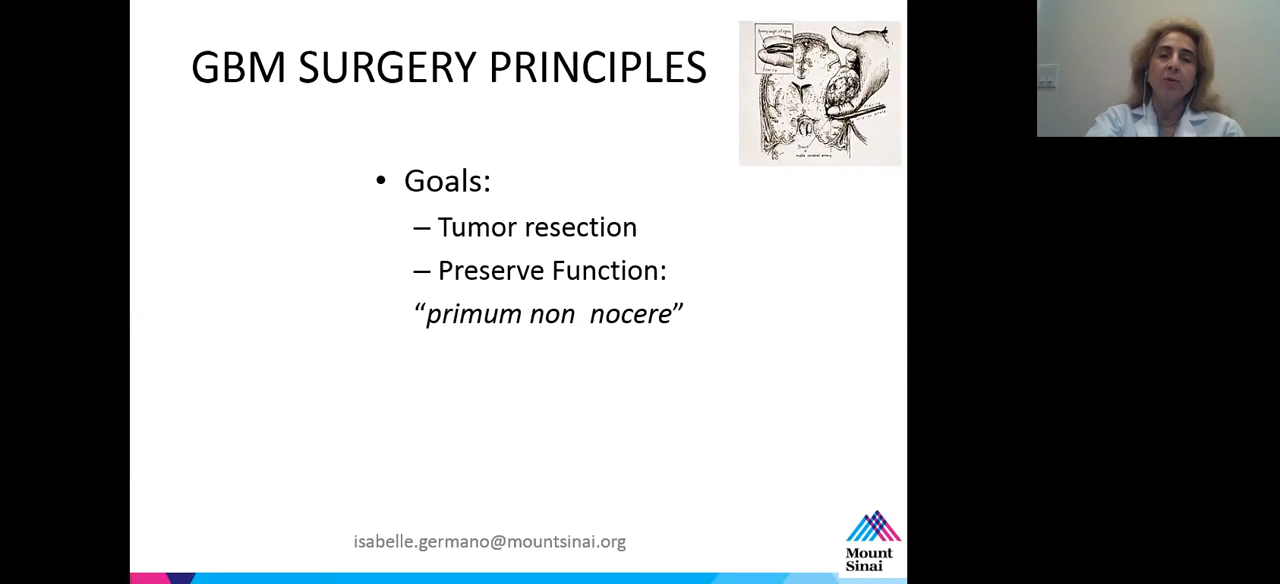 GBM SURGERY PRINCIPLES
• Goals:
– Tumor resection
– Preserve Function:
“primum non nocere”
isabelle.germano@mountsinai.org
Mount
Sinai